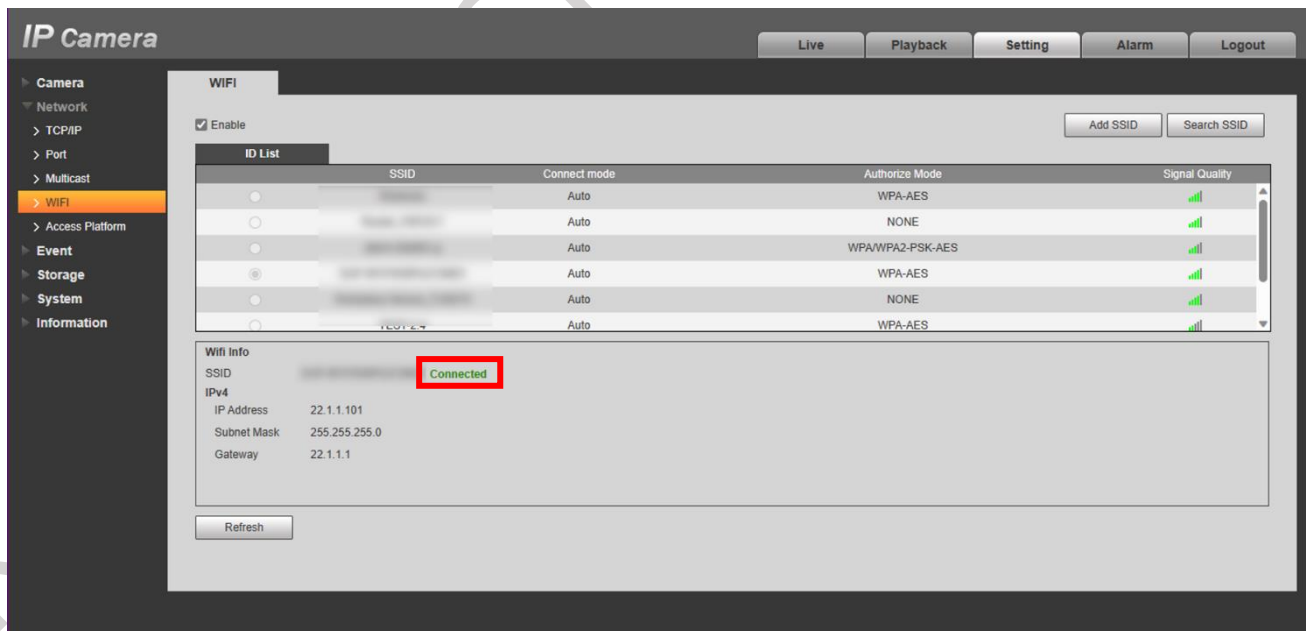 IP Camera
Live Playback Setting Alarm Logout
Camera
Network
> TCP/IP
> Port
> Multicast
> WIFI
> Access Platform
Event
Storage
System
Information
WIFI
Enable
Add SSID Search SSID
ID List
SSID Connect mode Authorize Mode Signal Quality
Auto WPA-AES
Auto NONE
Auto WPA/WPA2-PSK-AES
Auto WPA-AES
Auto NONE
Auto WPA-AES
Wifi Info
SSID Connected
IPv4
IP Address 22.1.1.101
Subnet Mask 255.255.255.0
Gateway 22.1.1.1
Refresh